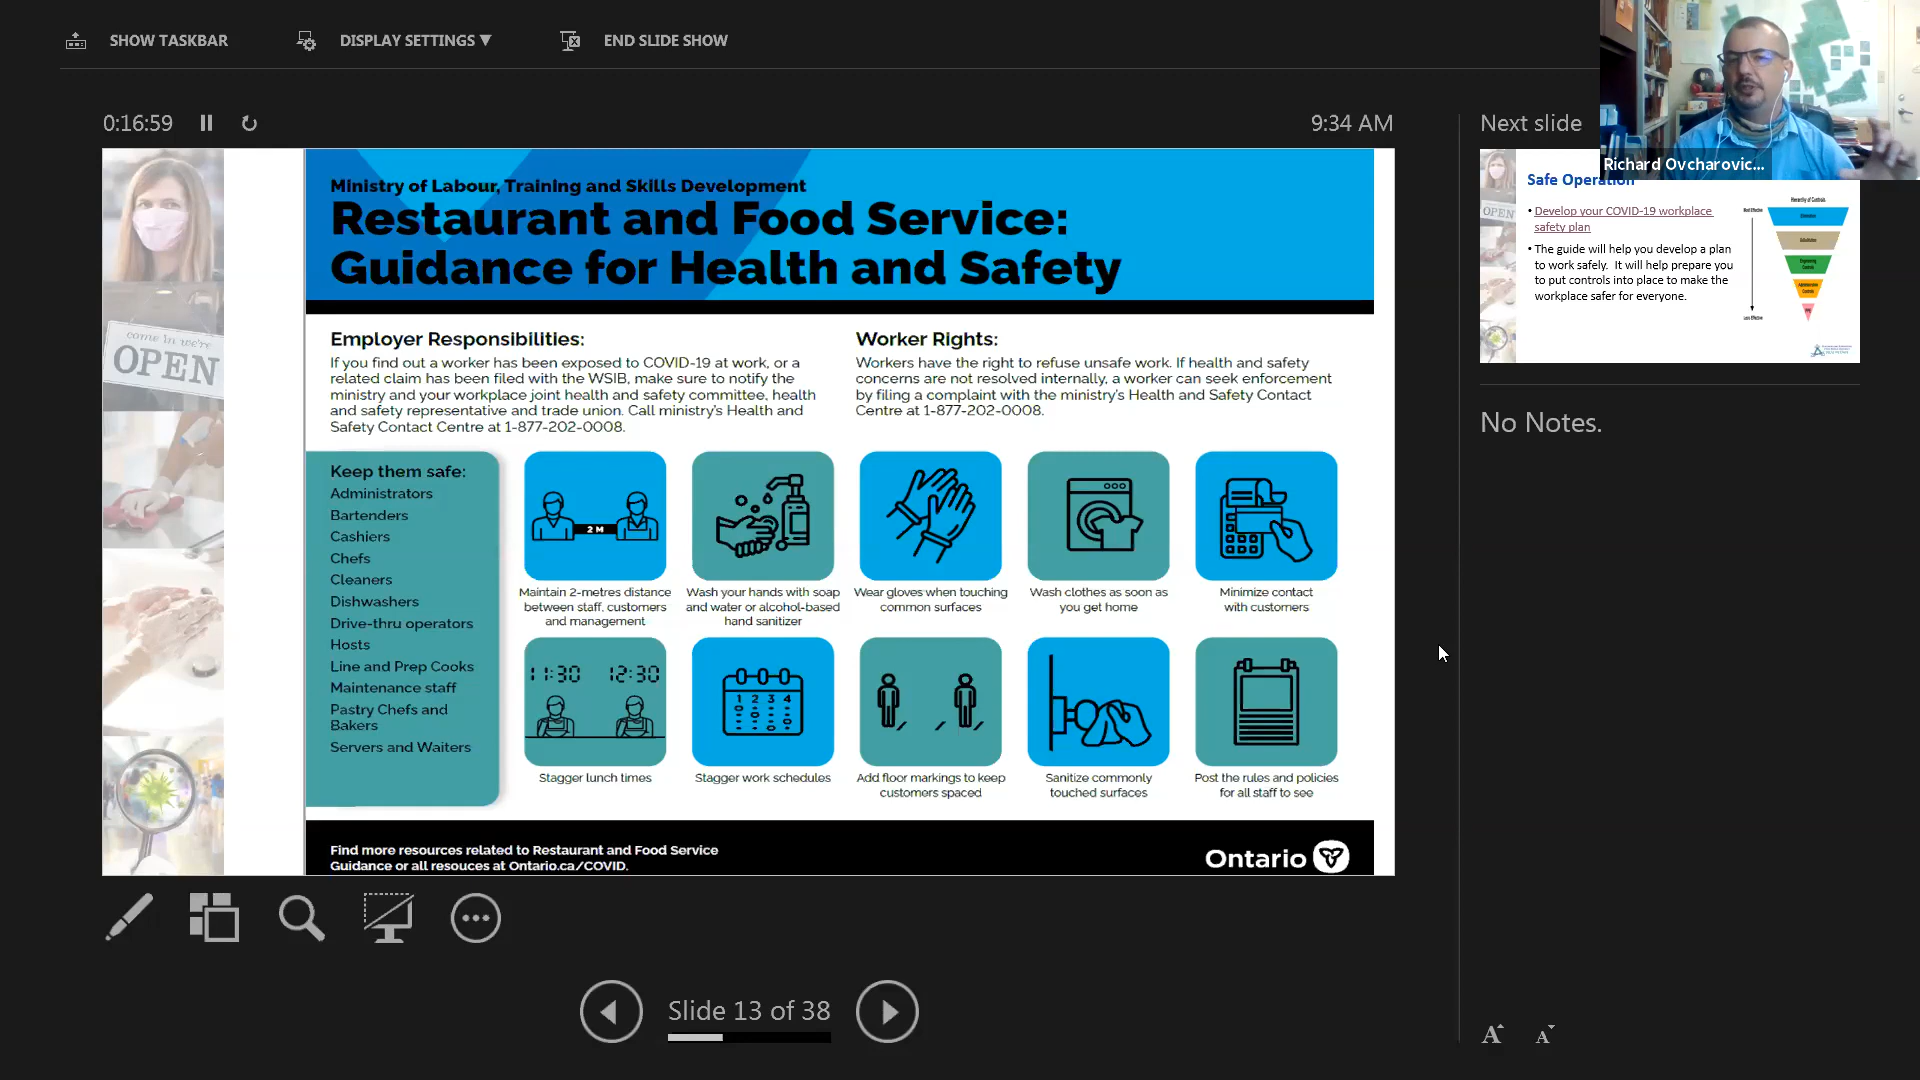 SHOW TASKBAR
DISPLAY SETTINGS ▼
END SLIDE SHOW
0:16:59
9:34 AM
Next slide
Richard Ovcharovic...
come in we're
OPEN
Ministry of Labour, Training and Skills Development
Restaurant and Food Service:
Guidance for Health and Safety
Employer Responsibilities:
If you find out a worker has been exposed to COVID-19 at work, or a
related claim has been filed with the WSIB, make sure to notify the
ministry and your workplace joint health and safety committee, health
and safety representative and trade union. Call ministry's Health and
Safety Contact Centre at 1-877-202-0008.
Worker Rights:
Workers have the right to refuse unsafe work. If health and safety
concerns are not resolved internally, a worker can seek enforcement
by filing a complaint with the ministry's Health and Safety Contact
Centre at 1-877-202-0008.
Keep them safe:
Administrators
Bartenders
Cashiers
Chefs
Cleaners
Dishwashers
Drive-thru operators
Hosts
Line and Prep Cooks
Maintenance staff
Pastry Chefs and
Bakers
Servers and Waiters
2 M
Maintain 2-metres distance
between staff, customers
and management
Wash your hands with soap
and water or alcohol-based
hand sanitizer
Wear gloves when touching
common surfaces
Wash clothes as soon as
you get home
Minimize contact
with customers
11:30 12:30
Stagger lunch times
1 2 3 4
Stagger work schedules
Add floor markings to keep
customers spaced
Sanitize commonly
touched surfaces
Post the rules and policies
for all staff to see
Find more resources related to Restaurant and Food Service
Guidance or all resouces at Ontario.ca/COVID.
Ontario
Safe Operation
OPEN
• Develop your COVID-19 workplace
safety plan
• The guide will help you develop a plan
to work safely. It will help prepare you
to put controls into place to make the
workplace safer for everyone.
Hierarchy of Controls
Most Effective
Elimination
Substitution
Engineering
Controls
Administrative
Controls
PPE
Less Effective
No Notes.
Slide 13 of 38
A A